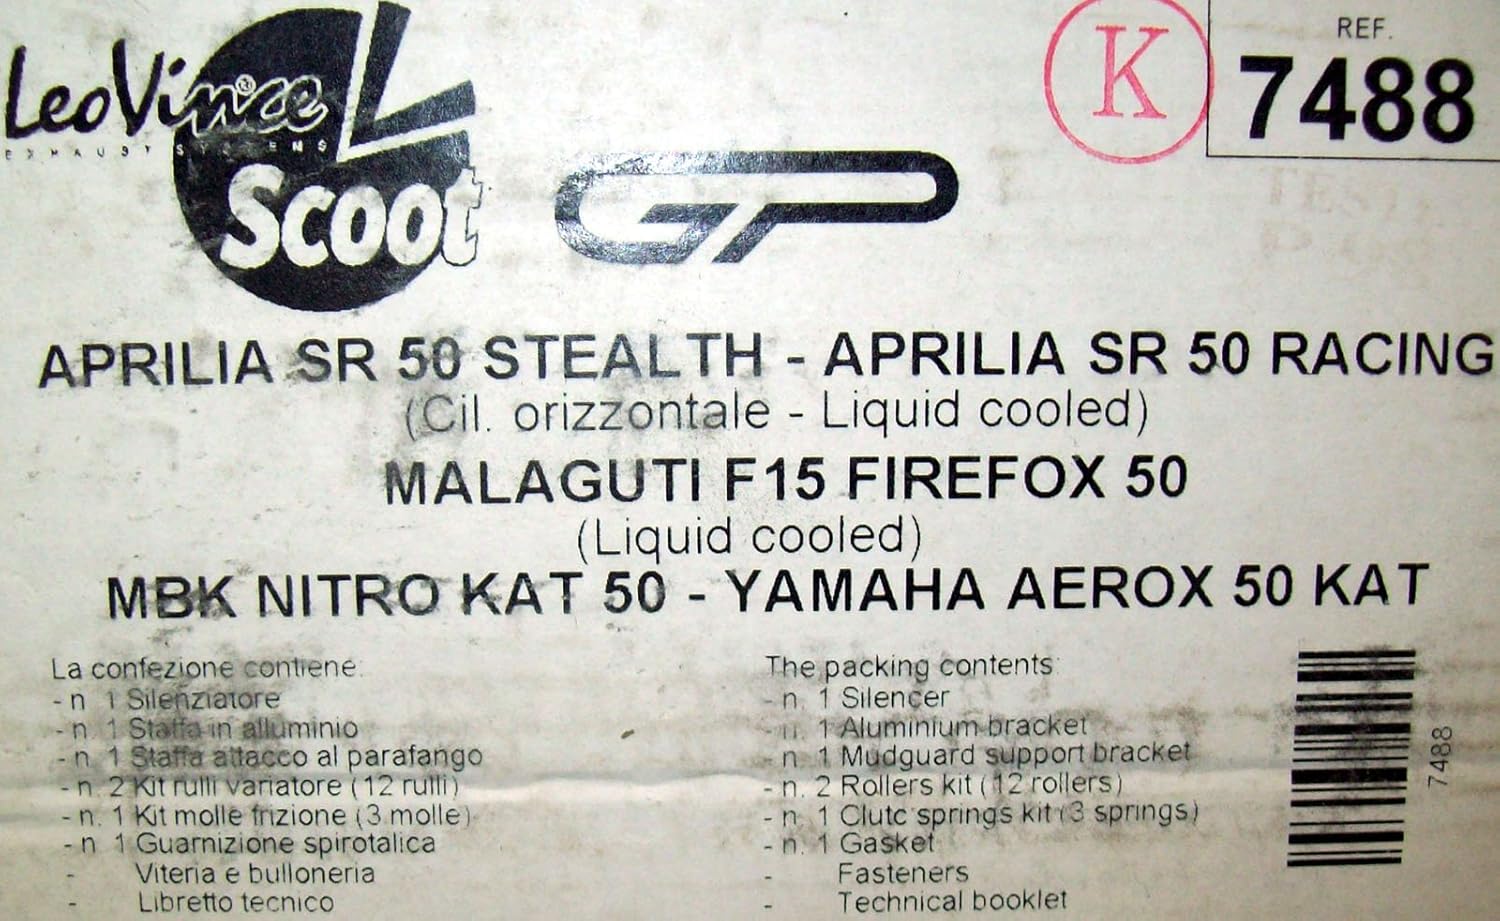 LeoVince®
EXHAUST SYSTEMS
Scoot
GP
K
REF.
7488
APRILIA SR 50 STEALTH - APRILIA SR 50 RACING
(Cil. orizzontale - Liquid cooled)
MALAGUTI F15 FIREFOX 50
(Liquid cooled)
MBK NITRO KAT 50 - YAMAHA AEROX 50 KAT
La confezione contiene:
- n 1 Silenziatore
- n. 1 Staffa in alluminio
- n. 1 Staffa attacco al parafango
- n. 2 Kit rulli variatore (12 rulli)
- n. 1 Kit molle frizione (3 molle)
- n 1 Guarnizione spirotalica
- Viteria e bulloneria
- Libretto tecnico
The packing contents:
- n. 1 Silencer
- n. 1 Aluminium bracket
- n. 1 Mudguard support bracket
- n. 2 Rollers kit (12 rollers)
- n. 1 Clutc springs kit (3 springs)
- n. 1 Gasket
- Fasteners
- Technical booklet
7488